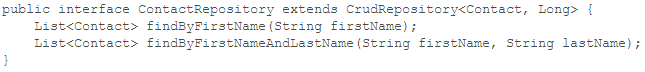 public interface ContactRepository extends CrudRepository<Contact, Long> {
    List<Contact> findByFirstName(String firstName);
    List<Contact> findByFirstNameAndLastName(String firstName, String lastName);
}